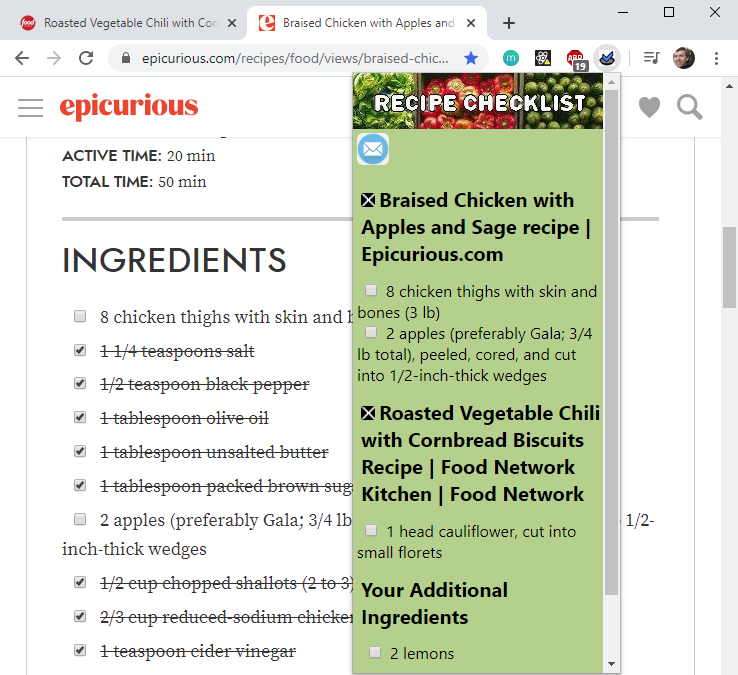 Roasted Vegetable Chili with Corn
Braised Chicken with Apples and
epicurious.com/recipes/food/views/braised-chic...
m
ABP
19
RECIPE CHECKLIST
epicurious
ACTIVE TIME: 20 min
TOTAL TIME: 50 min
INGREDIENTS
8 chicken thighs with skin and b
1 1/4 teaspoons salt
1/2 teaspoon black pepper
1 tablespoon olive oil
1 tablespoon unsalted butter
1 tablespoon packed brown suga
2 apples (preferably Gala; 3/4 lb
1/2-
inch-thick wedges
1/2 cup chopped shallots (2 to 3)
2/3 cup reduced-sodium chicken
1 teaspoon cider vinegar
Braised Chicken with
Apples and Sage recipe |
Epicurious.com
8 chicken thighs with skin and
bones (3 lb)
2 apples (preferably Gala; 3/4
lb total), peeled, cored, and cut
into 1/2-inch-thick wedges
Roasted Vegetable Chili
with Cornbread Biscuits
Recipe | Food Network
Kitchen | Food Network
1 head cauliflower, cut into
small florets
Your Additional
Ingredients
2 lemons